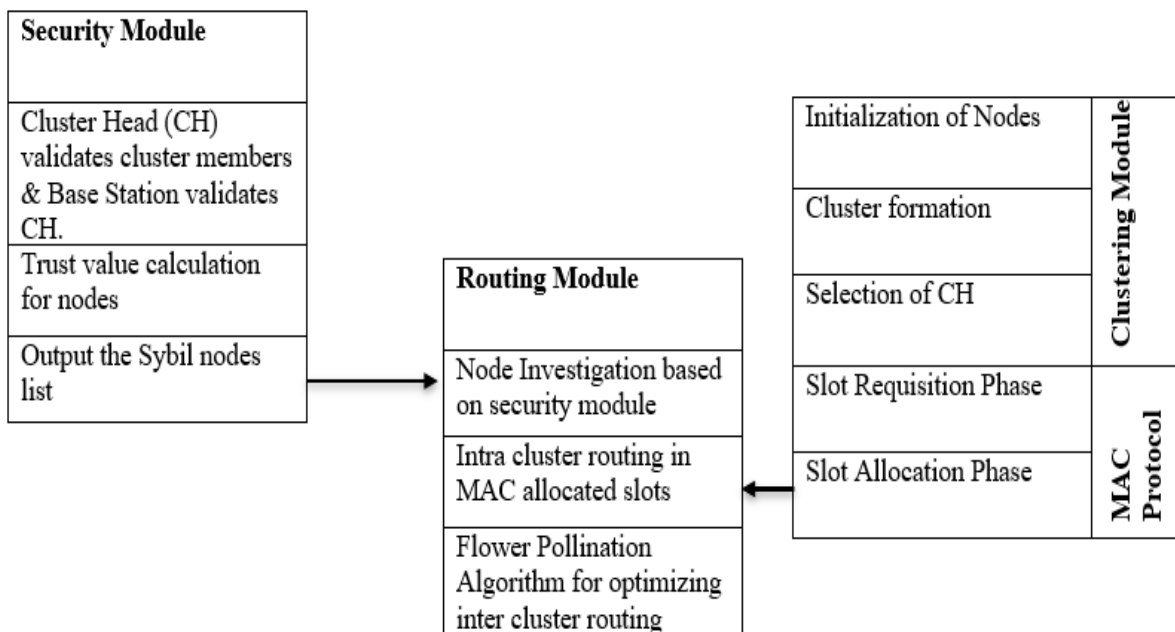 Security Module
Cluster Head (CH)
validates cluster members
& Base Station validates
CH.
Trust value calculation
for nodes
Output the Sybil nodes
list
Routing Module
Node Investigation based
on security module
Intra cluster routing in
MAC allocated slots
Flower Pollination
Algorithm for optimizing
inter cluster routing
Initialization of Nodes
Cluster formation
Selection of CH
Clustering Module
Slot Requisition Phase
Slot Allocation Phase
MAC
Protocol